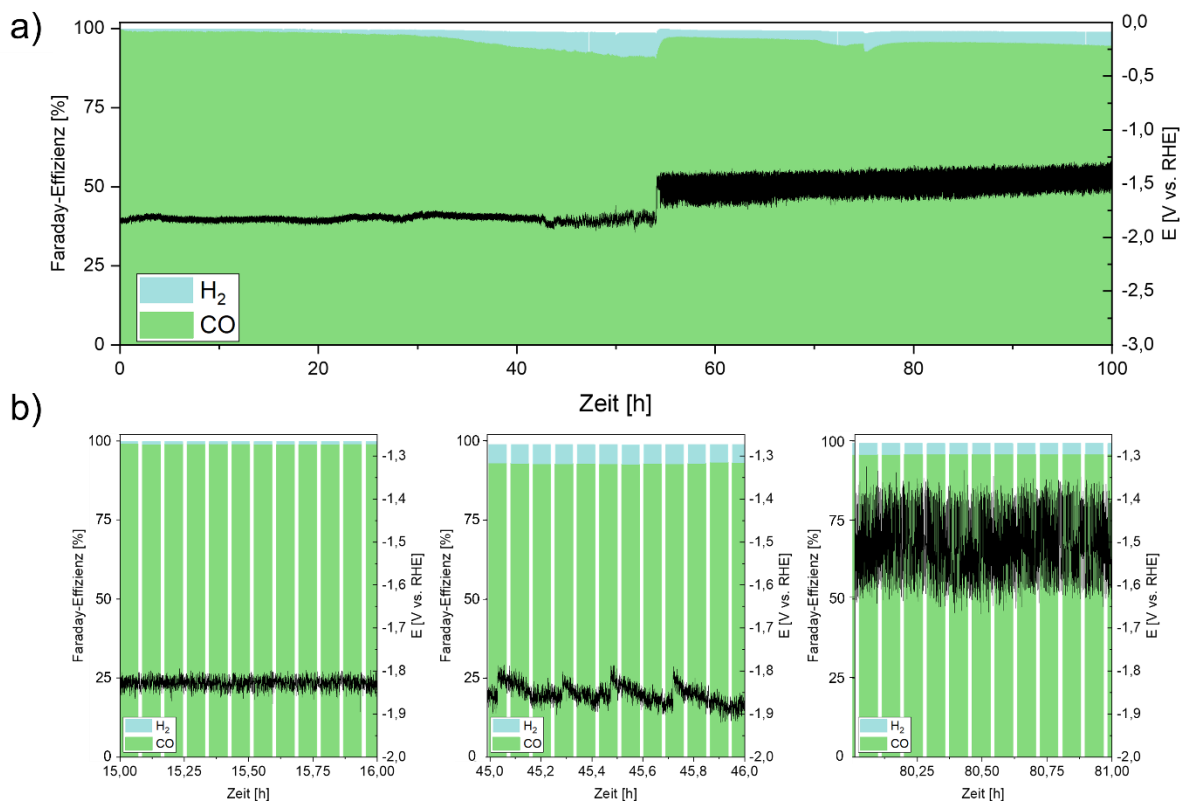 a)
100
75
50
25
0
Faraday-Effizienz [%]
0,0
-0,5
-1,0
-1,5
-2,0
-2,5
-3,0
E [V vs. RHE]
H2
CO
0 20 40 60 80 100
Zeit [h]
b)
100
75
50
25
0
Faraday-Effizienz [%]
-1,3
-1,4
-1,5
-1,6
-1,7
-1,8
-1,9
-2,0
E [V vs. RHE]
H2
CO
15,00 15,25 15,50 15,75 16,00
Zeit [h]
100
75
50
25
0
Faraday-Effizienz [%]
-1,3
-1,4
-1,5
-1,6
-1,7
-1,8
-1,9
-2,0
E [V vs. RHE]
H2
CO
45,0 45,2 45,4 45,6 45,8 46,0
Zeit [h]
100
75
50
25
0
Faraday-Effizienz [%]
-1,3
-1,4
-1,5
-1,6
-1,7
-1,8
-1,9
-2,0
E [V vs. RHE]
H2
CO
80,25 80,50 80,75 81,00
Zeit [h]